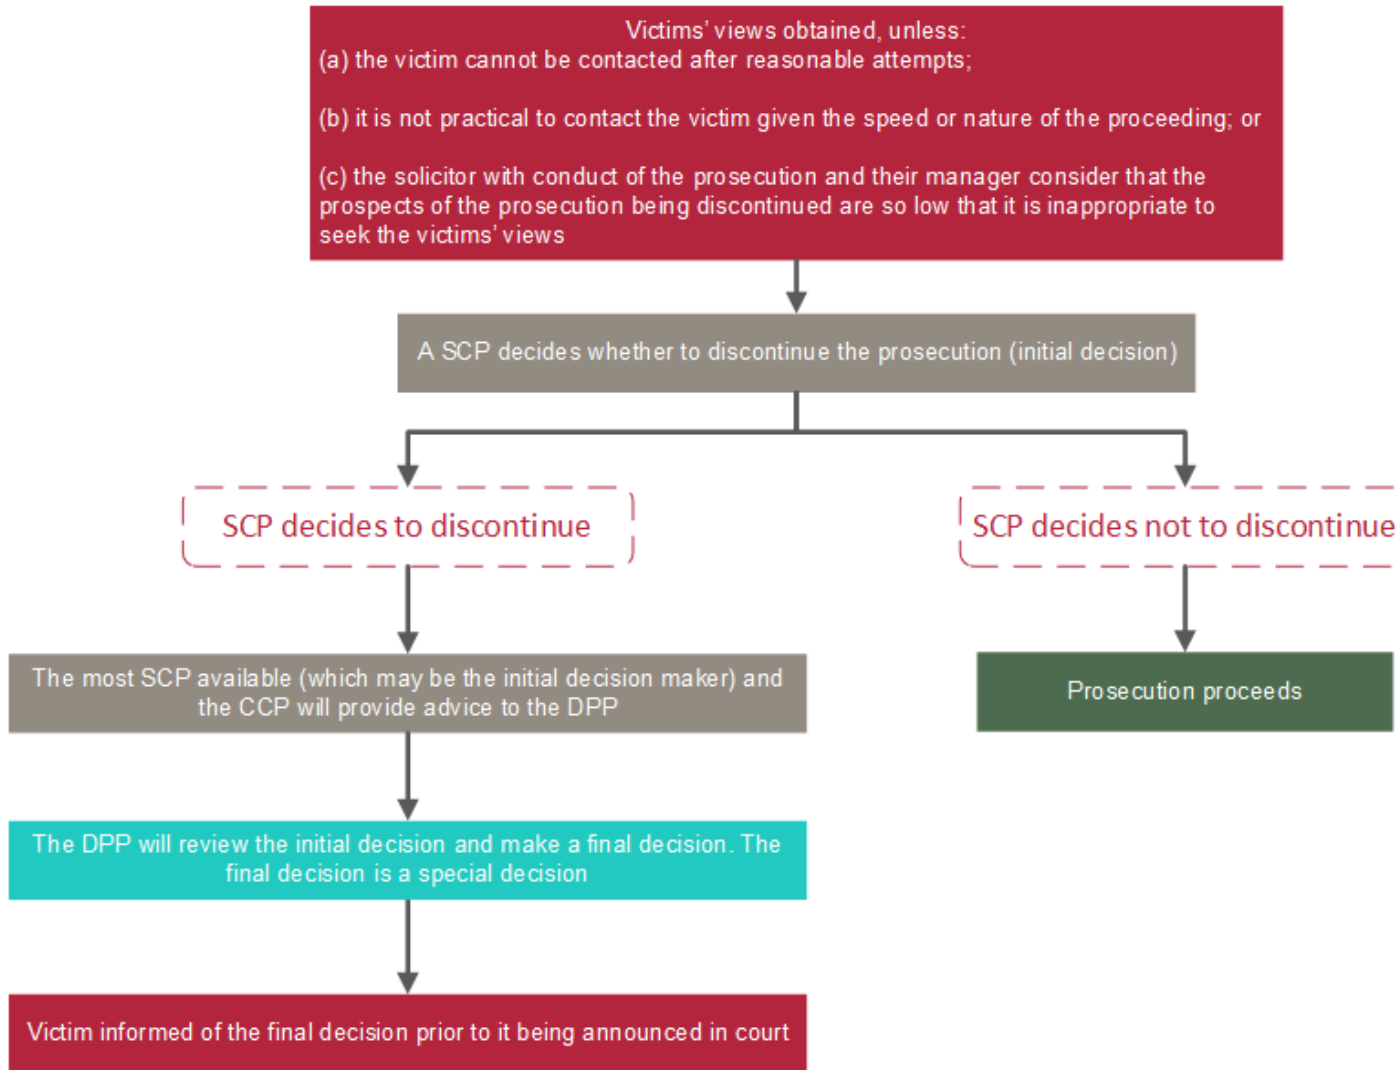 Victims' views obtained, unless:
(a) the victim cannot be contacted after reasonable attempts;
(b) it is not practical to contact the victim given the speed or nature of the proceeding; or
(c) the solicitor with conduct of the prosecution and their manager consider that the
prospects of the prosecution being discontinued are so low that it is inappropriate to
seek the victims' views
A SCP decides whether to discontinue the prosecution (initial decision)
SCP decides to discontinue
SCP decides not to discontinue
The most SCP available (which may be the initial decision maker) and
the CCP will provide advice to the DPP
Prosecution proceeds
The DPP will review the initial decision and make a final decision. The
final decision is a special decision
Victim informed of the final decision prior to it being announced in court